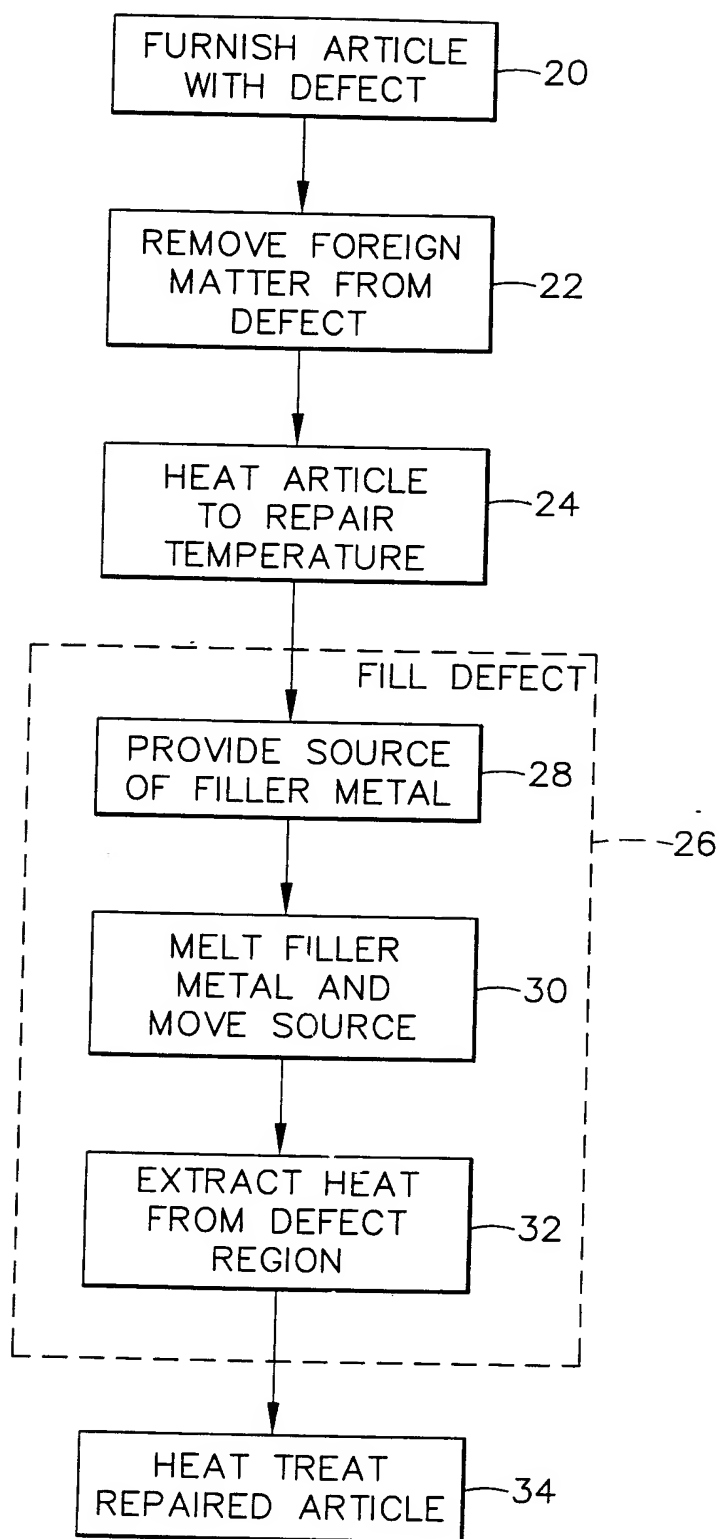 FURNISH ARTICLE
WITH DEFECT
20
REMOVE FOREIGN
MATTER FROM
DEFECT
22
HEAT ARTICLE
TO REPAIR
TEMPERATURE
24
FILL DEFECT
PROVIDE SOURCE
OF FILLER METAL
28
26
MELT FILLER
METAL AND
MOVE SOURCE
30
EXTRACT HEAT
FROM DEFECT
REGION
32
HEAT TREAT
REPAIRED ARTICLE
34